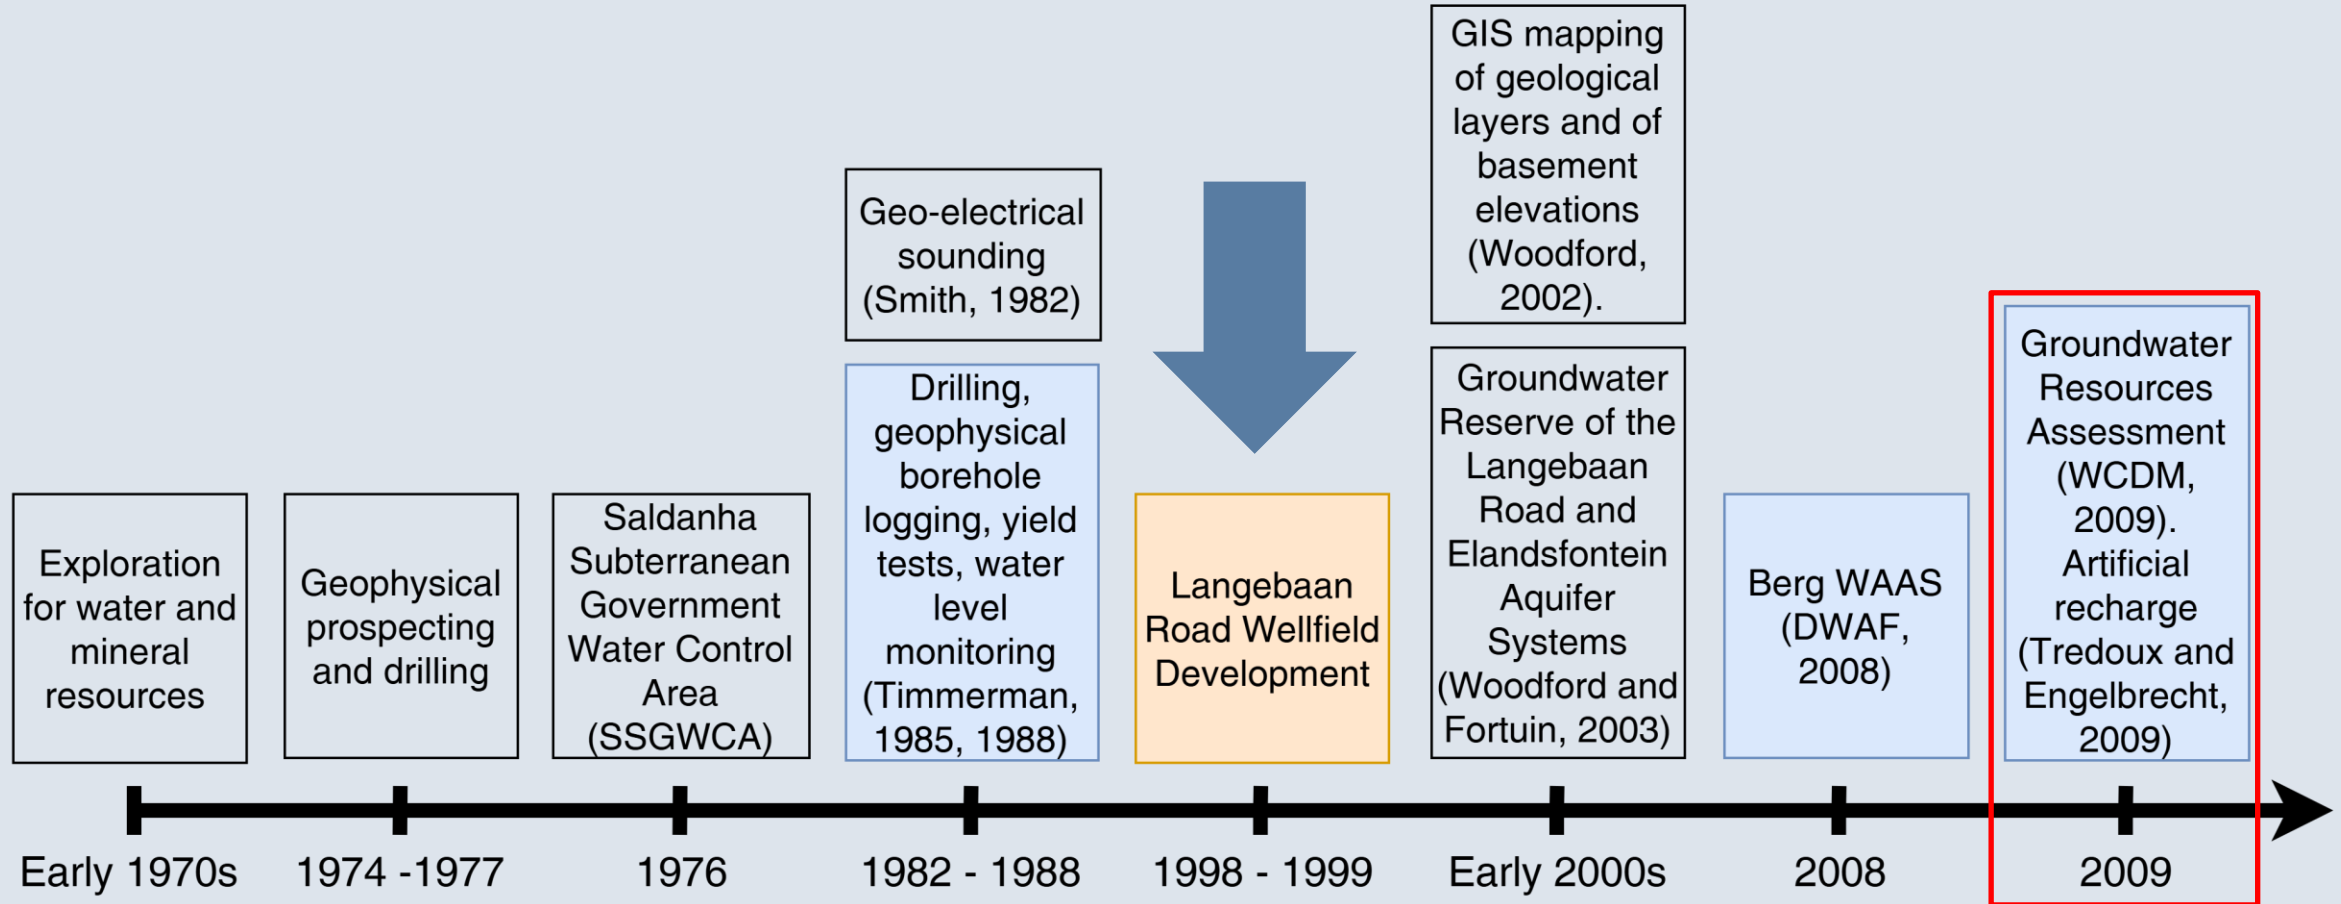 Exploration
for water and
mineral
resources
Geophysical
prospecting
and drilling
Saldanha
Subterranean
Government
Water Control
Area
(SSGWCA)
Geo-electrical
sounding
(Smith, 1982)
Drilling,
geophysical
borehole
logging, yield
tests, water
level
monitoring
(Timmerman,
1985, 1988)
Langebaan
Road Wellfield
Development
GIS mapping
of geological
layers and of
basement
elevations
(Woodford,
2002).
Groundwater
Reserve of the
Langebaan
Road and
Elandsfontein
Aquifer
Systems
(Woodford and
Fortuin, 2003)
Berg WAAS
(DWAF,
2008)
Groundwater
Resources
Assessment
(WCDM,
2009).
Artificial
recharge
(Tredoux and
Engelbrecht,
2009)
Early 1970s
1974 -1977
1976
1982 - 1988
1998 - 1999
Early 2000s
2008
2009